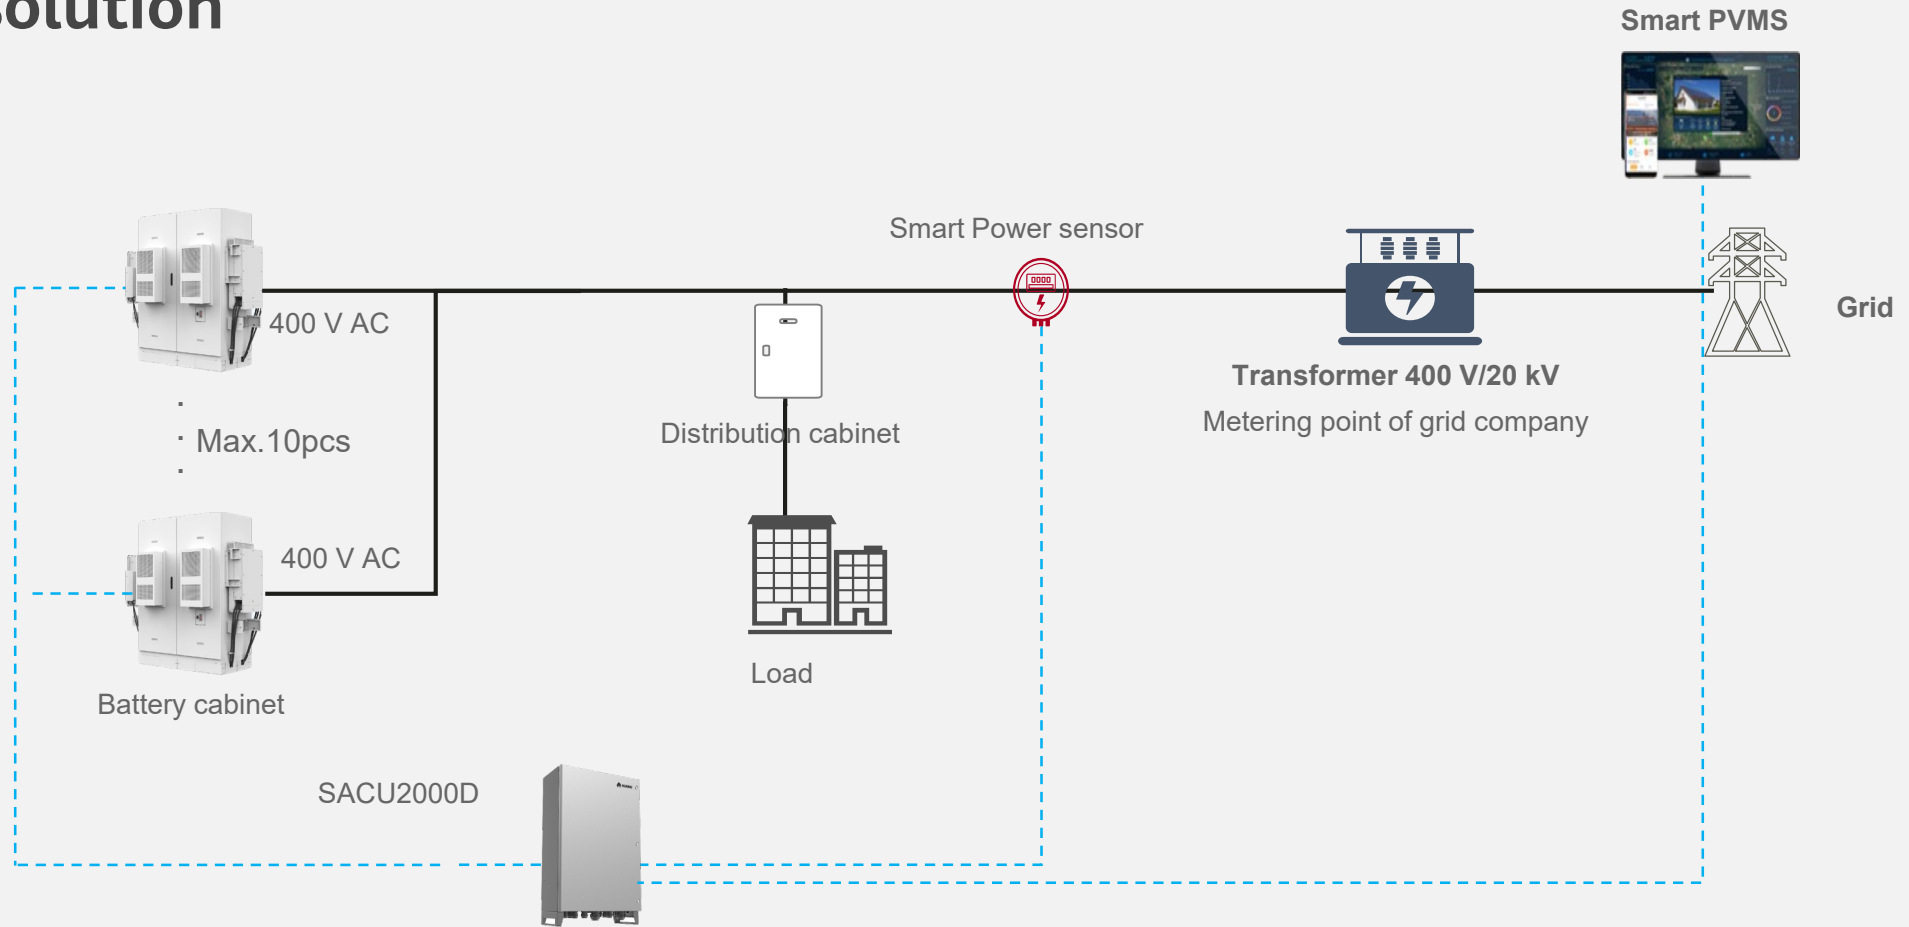 solution
Smart PVMS
Smart Power sensor
400 V AC
Grid
Transformer 400 V/20 kV
Metering point of grid company
Max.10pcs
Distribution cabinet
400 V AC
Load
Battery cabinet
SACU2000D